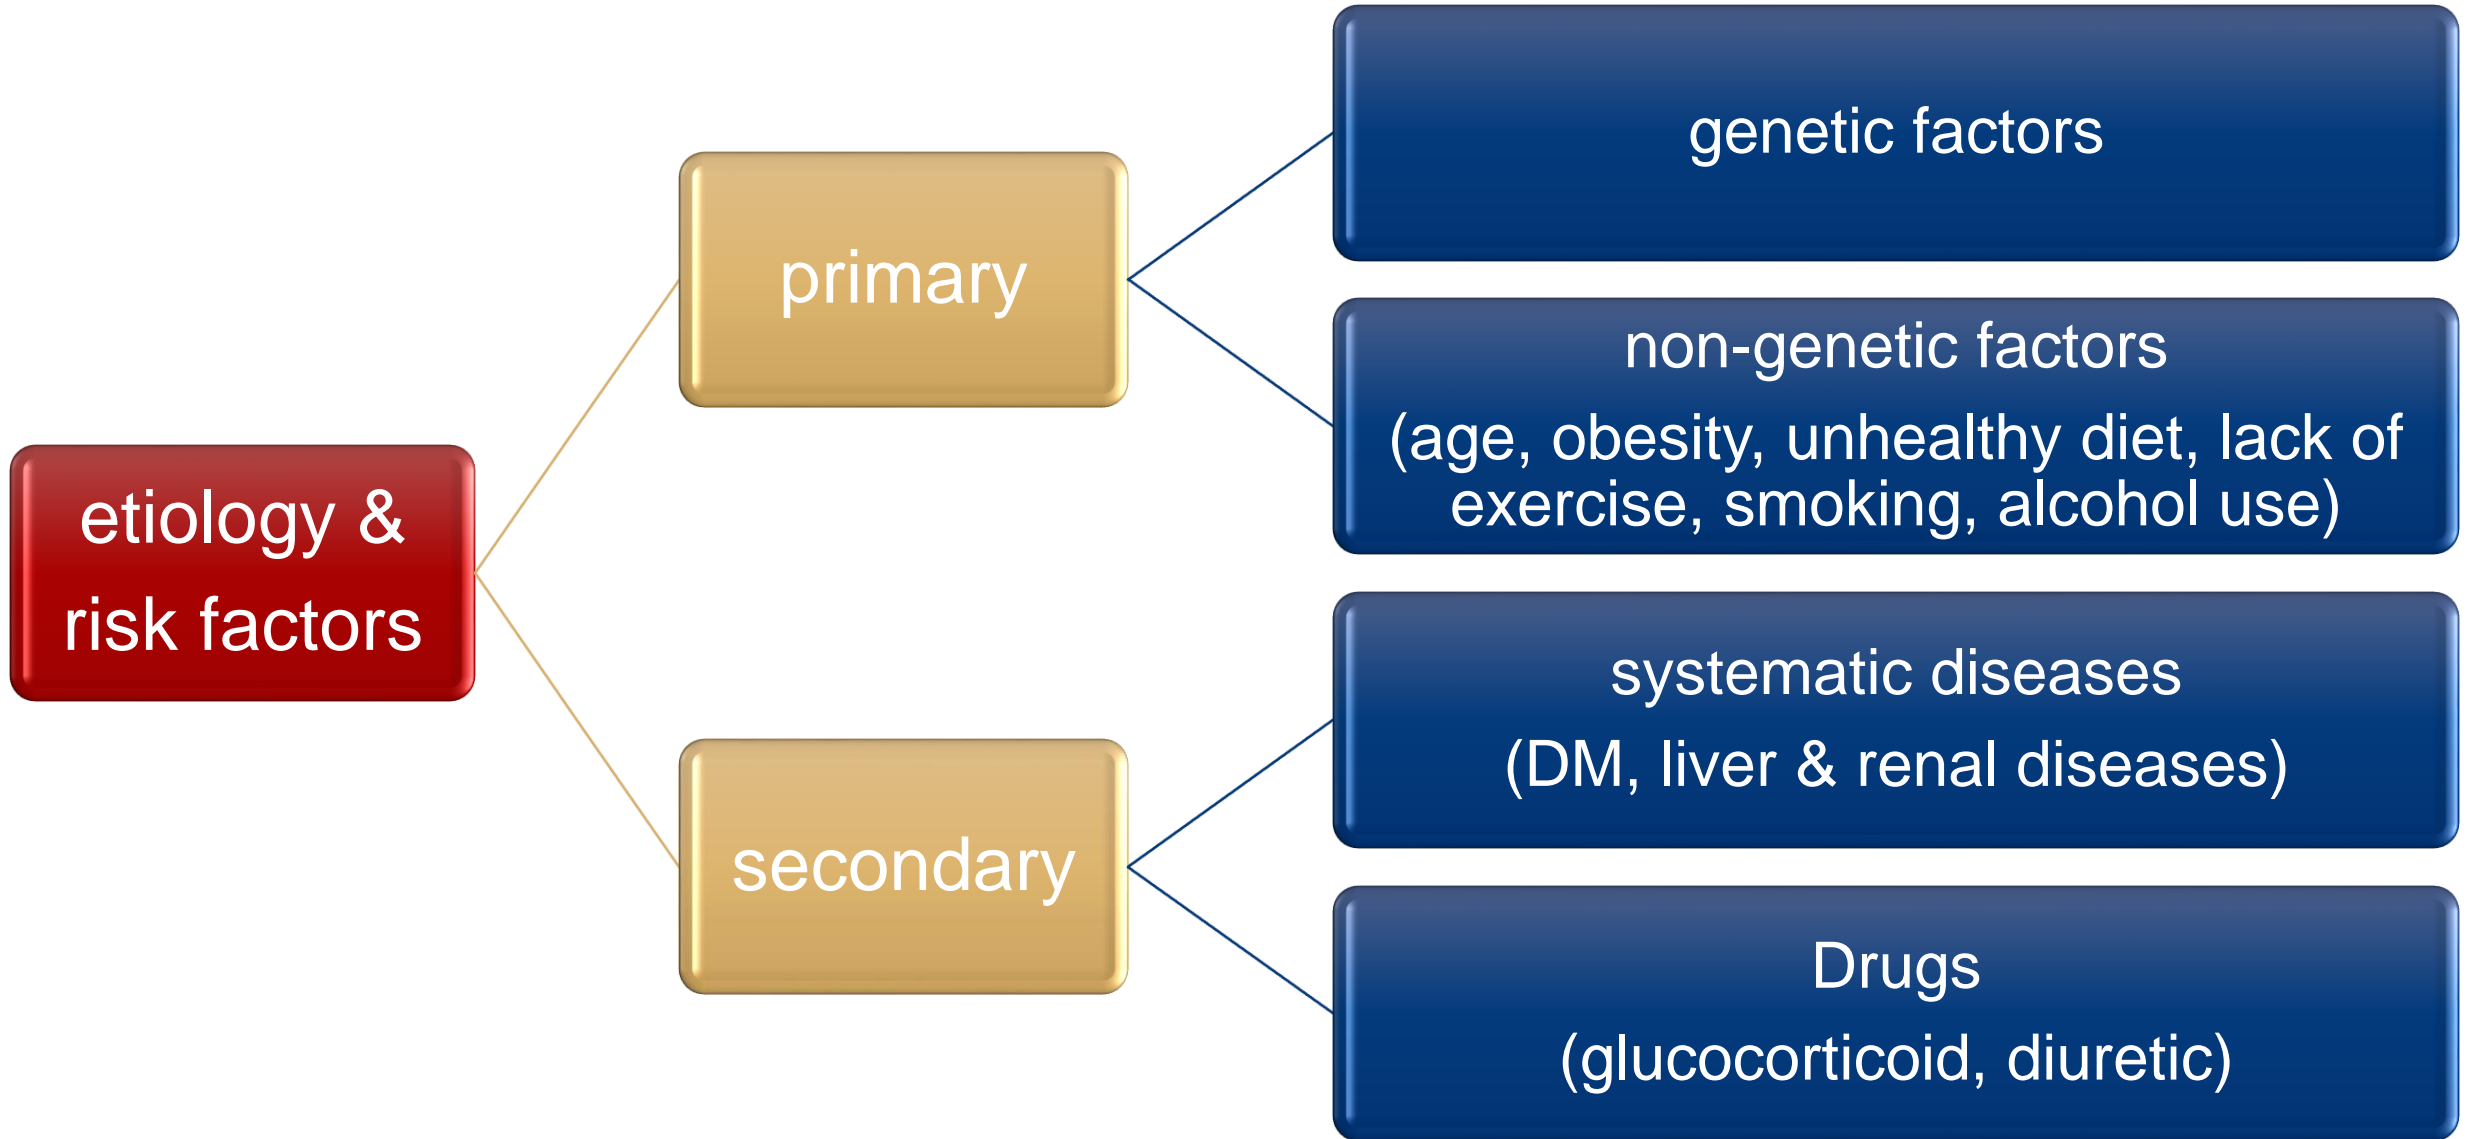 etiology &
risk factors
primary
secondary
genetic factors
non-genetic factors
(age, obesity, unhealthy diet, lack of
exercise, smoking, alcohol use)
systematic diseases
(DM, liver & renal diseases)
Drugs
(glucocorticoid, diuretic)